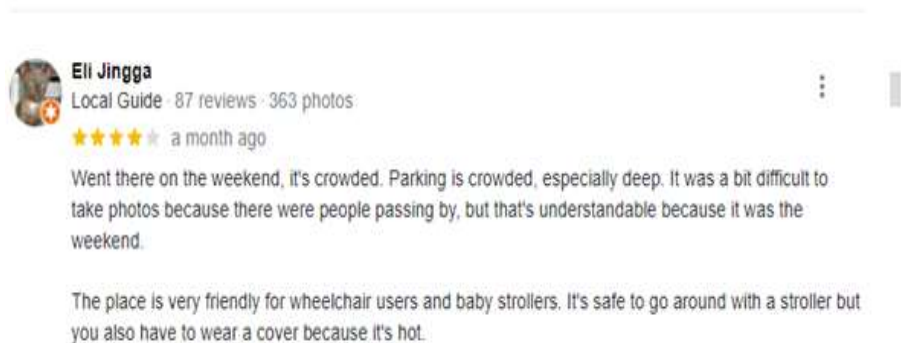 Eli Jingga
Local Guide · 87 reviews · 363 photos
a month ago
Went there on the weekend, it's crowded. Parking is crowded, especially deep. It was a bit difficult to
take photos because there were people passing by, but that's understandable because it was the
weekend.
The place is very friendly for wheelchair users and baby strollers. It's safe to go around with a stroller but
you also have to wear a cover because it's hot.